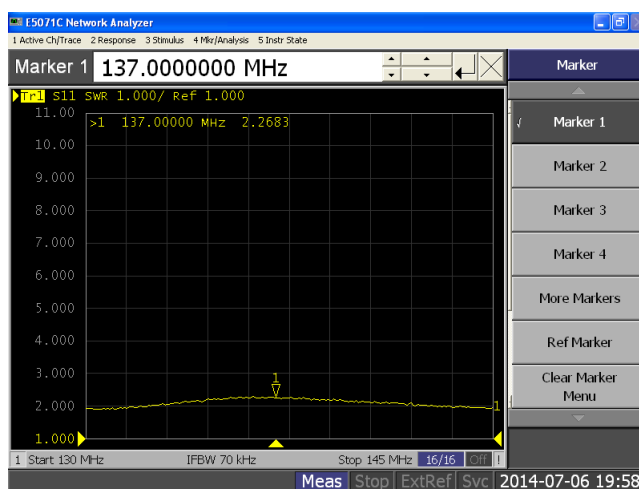 E5071C Network Analyzer
1 Active Ch/Trace 2 Response 3 Stimulus 4 Mkr/Analysis 5 Instr State
Marker 1 137.0000000 MHz
Marker
Tr1 S11 SWR 1.000/ Ref 1.000
11.00
>1 137.00000 MHz 2.2683
10.00
9.000
8.000
7.000
6.000
5.000
4.000
3.000
2.000
1.000
1
1
Marker 1
Marker 2
Marker 3
Marker 4
More Markers
Ref Marker
Clear Marker
Menu
1 Start 130 MHz IFBW 70 kHz Stop 145 MHz 16/16 Off !
Meas Stop ExtRef Svc 2014-07-06 19:58